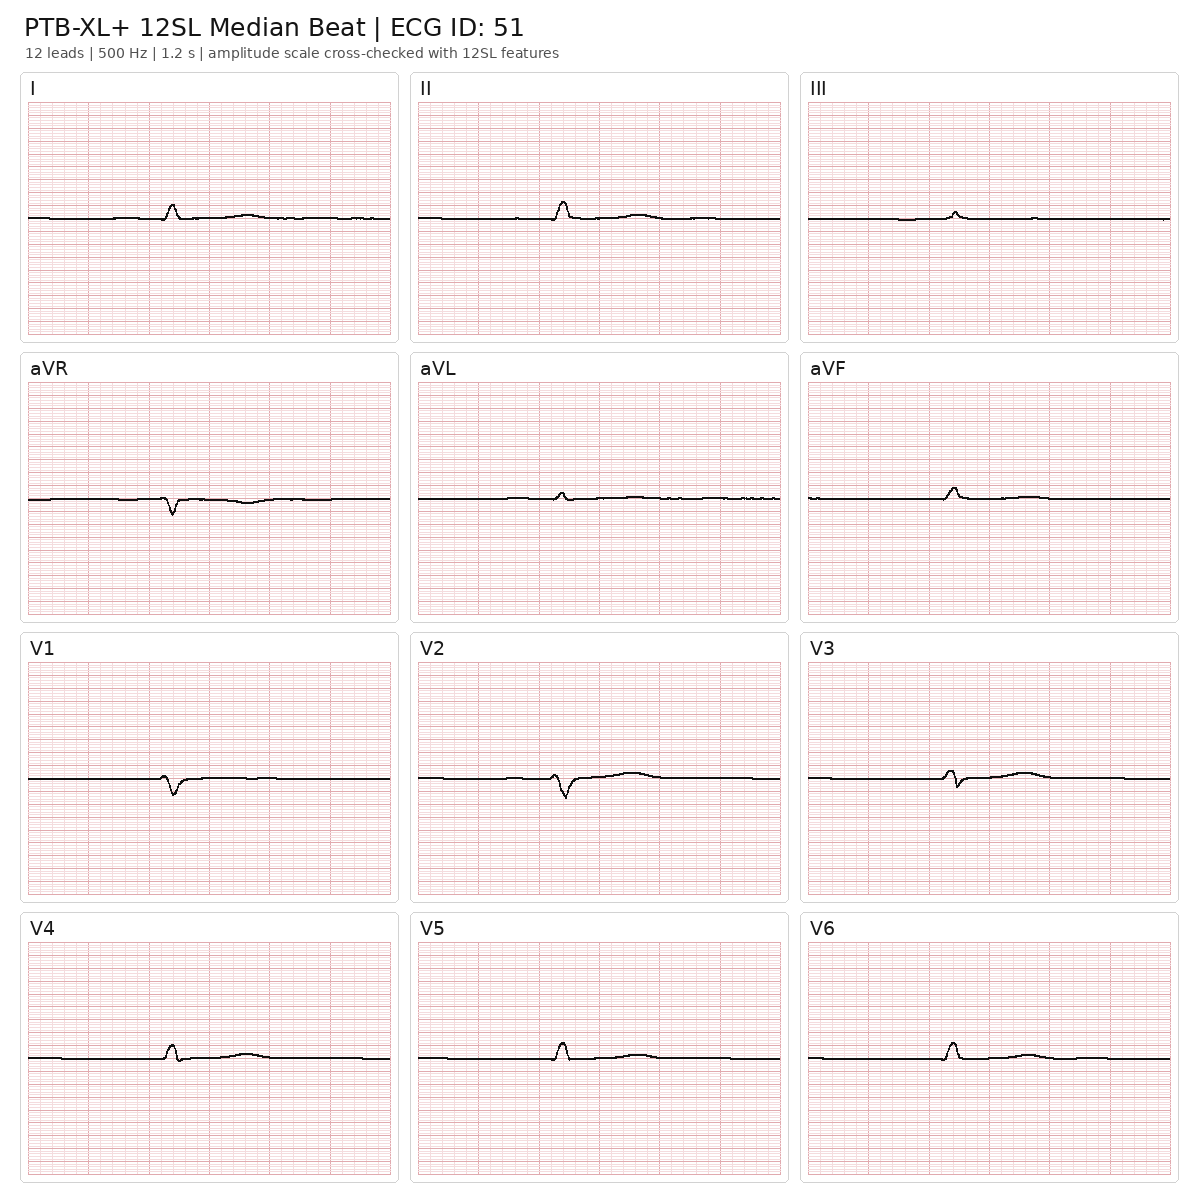 PTB-XL+ 12SL Median Beat | ECG ID: 51
12 leads | 500 Hz | 1.2 s | amplitude scale cross-checked with 12SL features
I
II
III
aVR
aVL
aVF
V1
V2
V3
V4
V5
V6